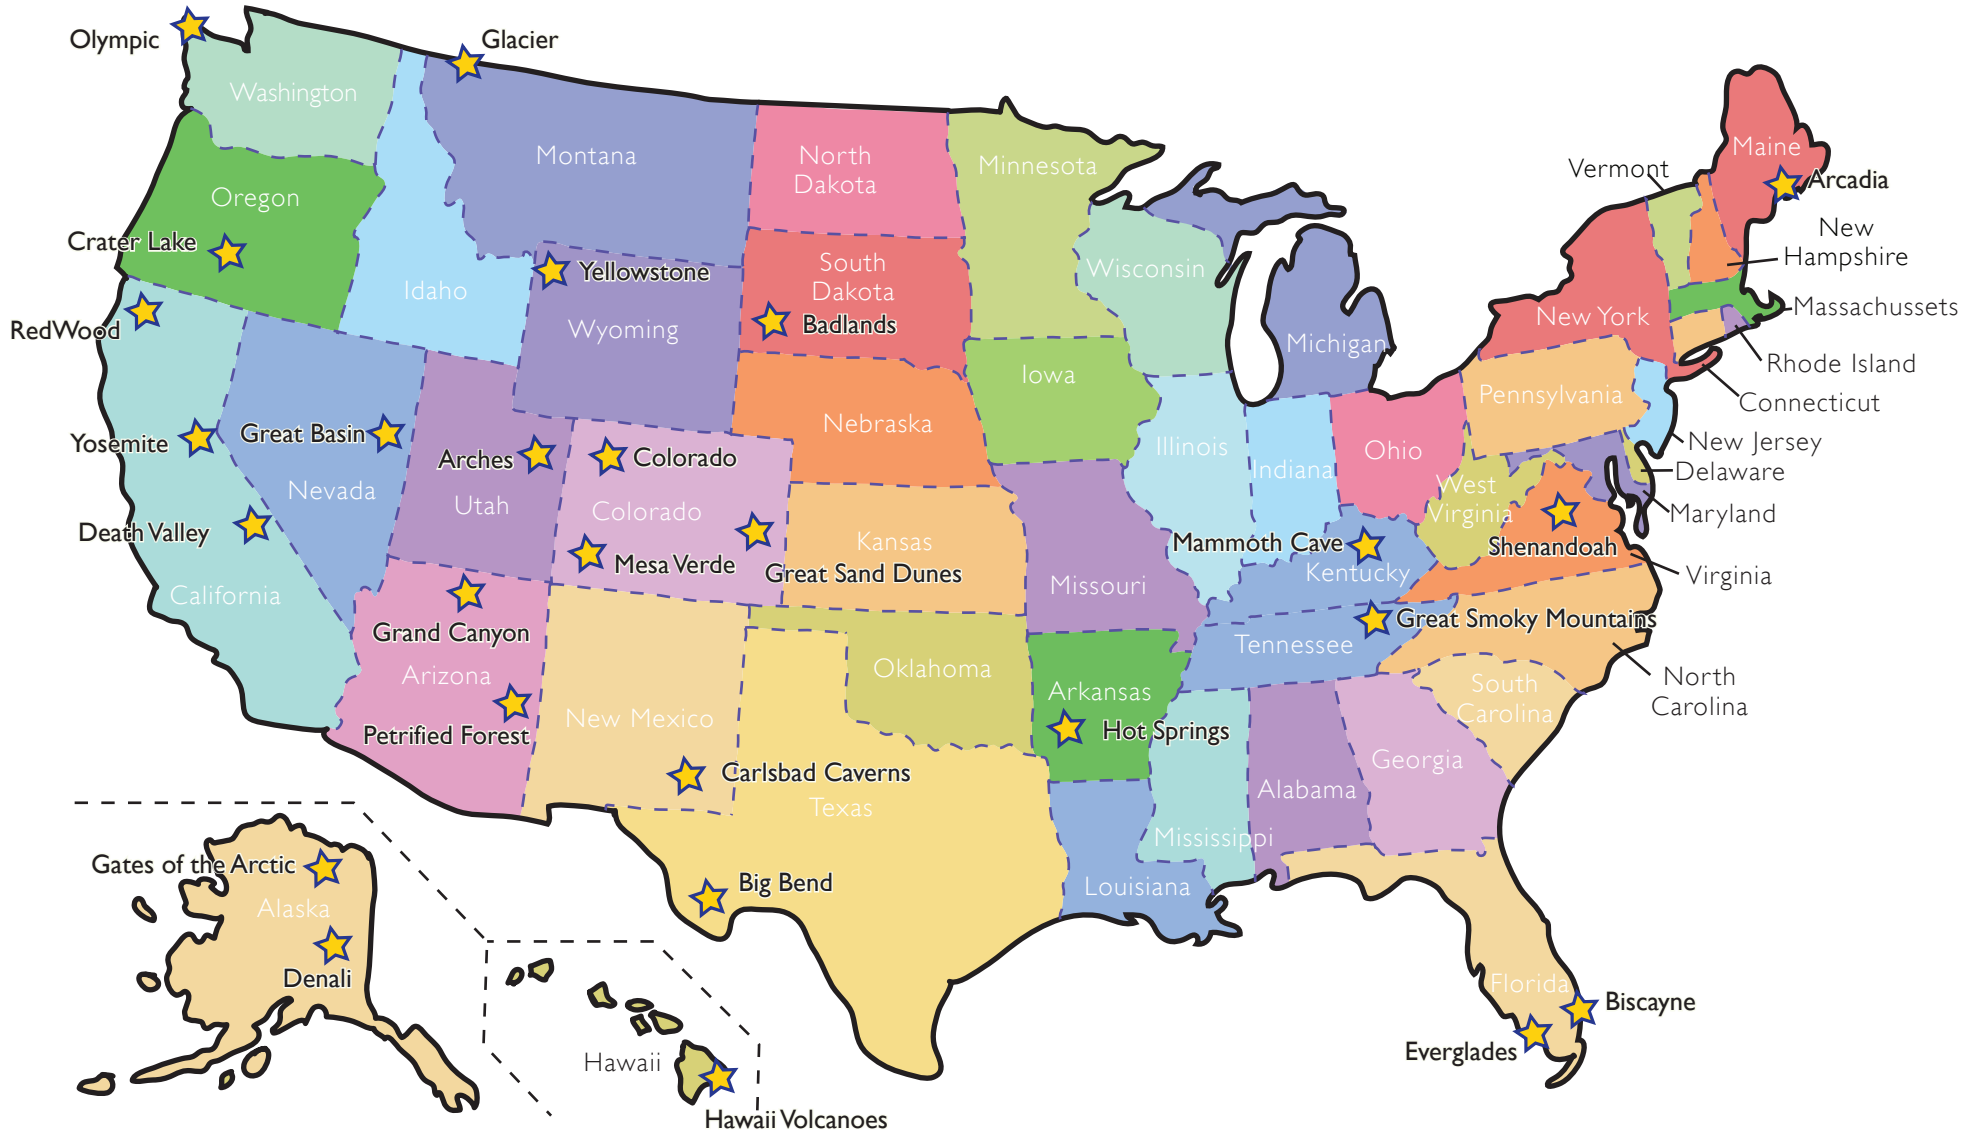 Olympic
Glacier
Washington
Montana
North
Dakota
Minnesota
Maine
Vermont
Arcadia
Oregon
New
Hampshire
Crater Lake
Yellowstone
South
Dakota
Wisconsin
Idaho
Massachussets
RedWood
Wyoming
Badlands
New York
Michigan
Rhode Island
Iowa
Pennsylvania
Connecticut
Nebraska
Yosemite
Great Basin
Arches
Colorado
Illinois
Indiana
Ohio
New Jersey
Delaware
Nevada
Utah
Colorado
West
Virginia
Maryland
Death Valley
Mesa Verde
Kansas
Great Sand Dunes
Mammoth Cave
Shenandoah
Kentucky
Virginia
California
Missouri
Grand Canyon
Great Smoky Mountains
Tennessee
Arizona
Oklahoma
Arkansas
South
Carolina
North
Carolina
New Mexico
Petrified Forest
Hot Springs
Georgia
Carlsbad Caverns
Texas
Alabama
Mississippi
Gates of the Arctic
Big Bend
Louisiana
Alaska
Denali
Florida
Biscayne
Everglades
Hawaii
Hawaii Volcanoes